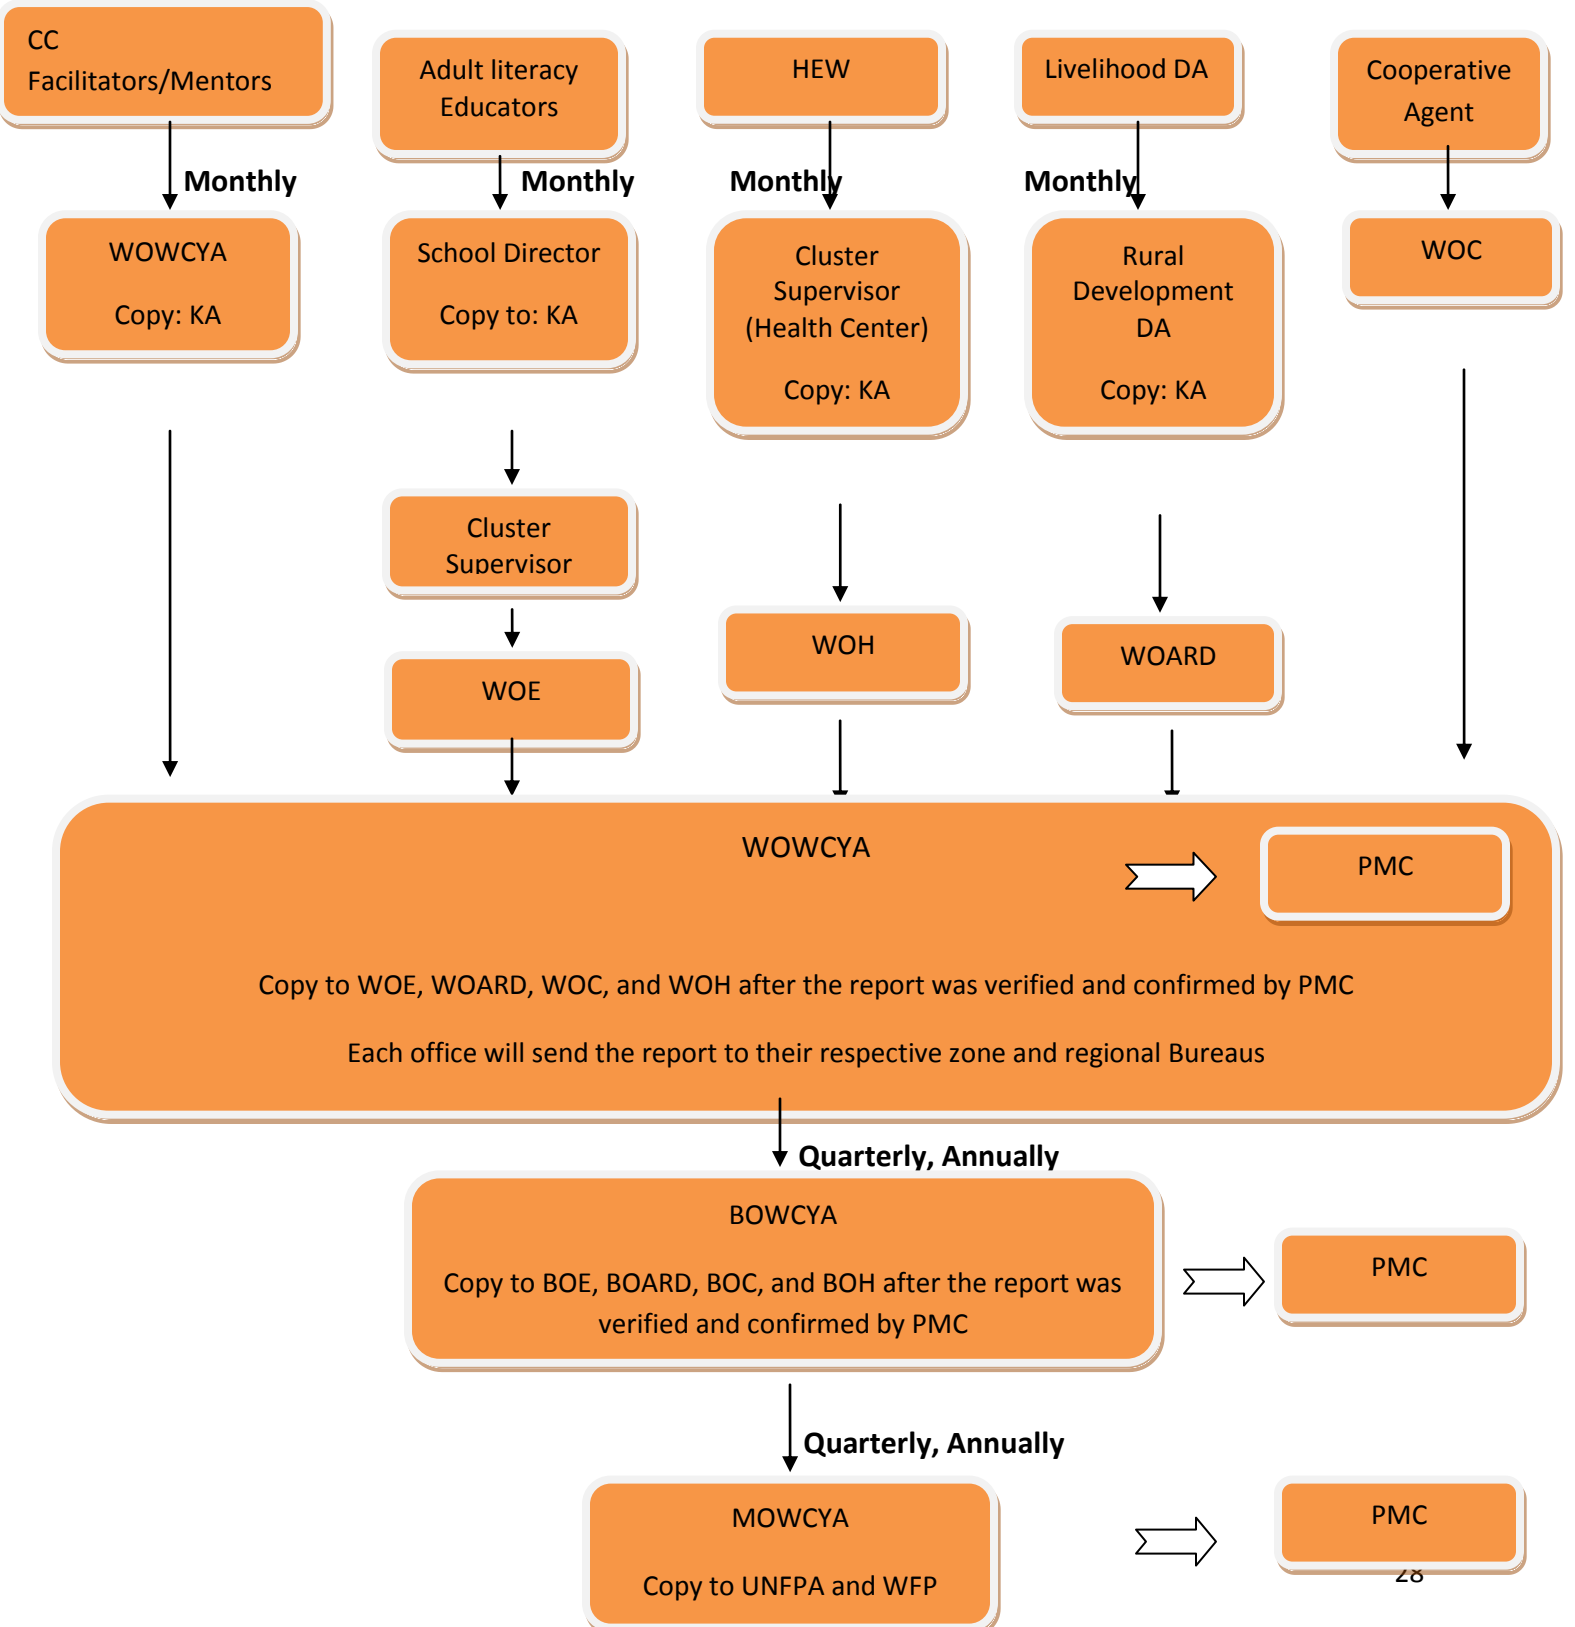 CC
Facilitators/Mentors
Adult literacy
Educators
HEW
Livelihood DA
Cooperative
Agent
Monthly
Monthly
Monthly
Monthly
WOWCYA
Copy: KA
School Director
Copy to: KA
Cluster
Supervisor
(Health Center)
Copy: KA
Rural
Development
DA
Copy: KA
WOC
Cluster
Supervisor
WOE
WOH
WOARD
WOWCYA
PMC
Copy to WOE, WOARD, WOC, and WOH after the report was verified and confirmed by PMC
Each office will send the report to their respective zone and regional Bureaus
Quarterly, Annually
BOWCYA
Copy to BOE, BOARD, BOC, and BOH after the report was
verified and confirmed by PMC
PMC
Quarterly, Annually
MOWCYA
Copy to UNFPA and WFP
PMC
28